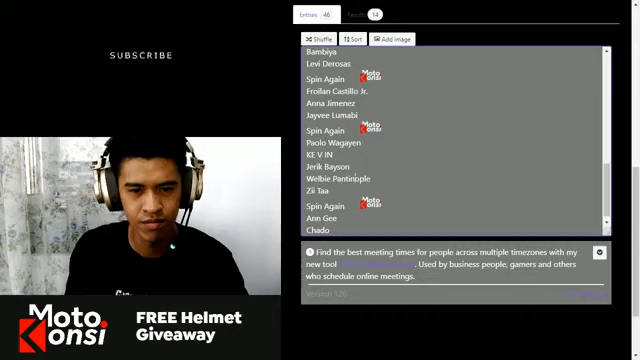 Entries 46 Results 14
SUBSCRIBE
Shuffle Sort Add image
Bambiya
Levi Derosas
Spin Again Moto Konsi
Froilan Castillo Jr.
Anna Jimenez
Jayvee Lumabi
Spin Again Moto Konsi
Paolo Wagayen
KE V IN
Jerik Bayson
Welbie Pantinople
Zii Taa
Spin Again Moto Konsi
Ann Gee
Chado
Find the best meeting times for people across multiple timezones with my
new tool . Used by business people, gamers and others
who schedule online meetings.
Version 126
Moto
Konsi
FREE Helmet
Giveaway